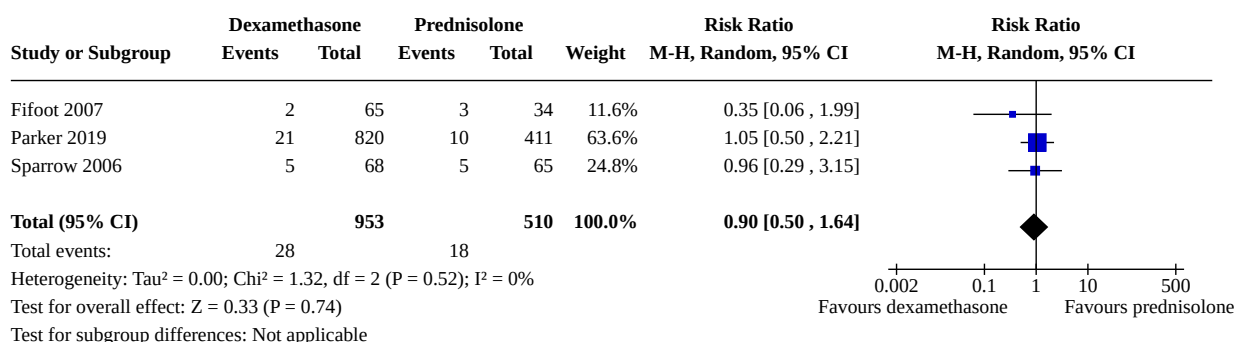 Dexamethasone Prednisolone Risk Ratio Risk Ratio
Study or Subgroup Events Total Events Total Weight M-H, Random, 95% CI M-H, Random, 95% CI
Fifoot 2007 2 65 3 34 11.6% 0.35 [0.06 , 1.99]
Parker 2019 21 820 10 411 63.6% 1.05 [0.50 , 2.21]
Sparrow 2006 5 68 5 65 24.8% 0.96 [0.29 , 3.15]
Total (95% CI) 953 510 100.0% 0.90 [0.50 , 1.64]
Total events: 28 18
Heterogeneity: Tau² = 0.00; Chi² = 1.32, df = 2 (P = 0.52); I² = 0%
0.002 0.1 1 10 500
Test for overall effect: Z = 0.33 (P = 0.74)
Favours dexamethasone Favours prednisolone
Test for subgroup differences: Not applicable